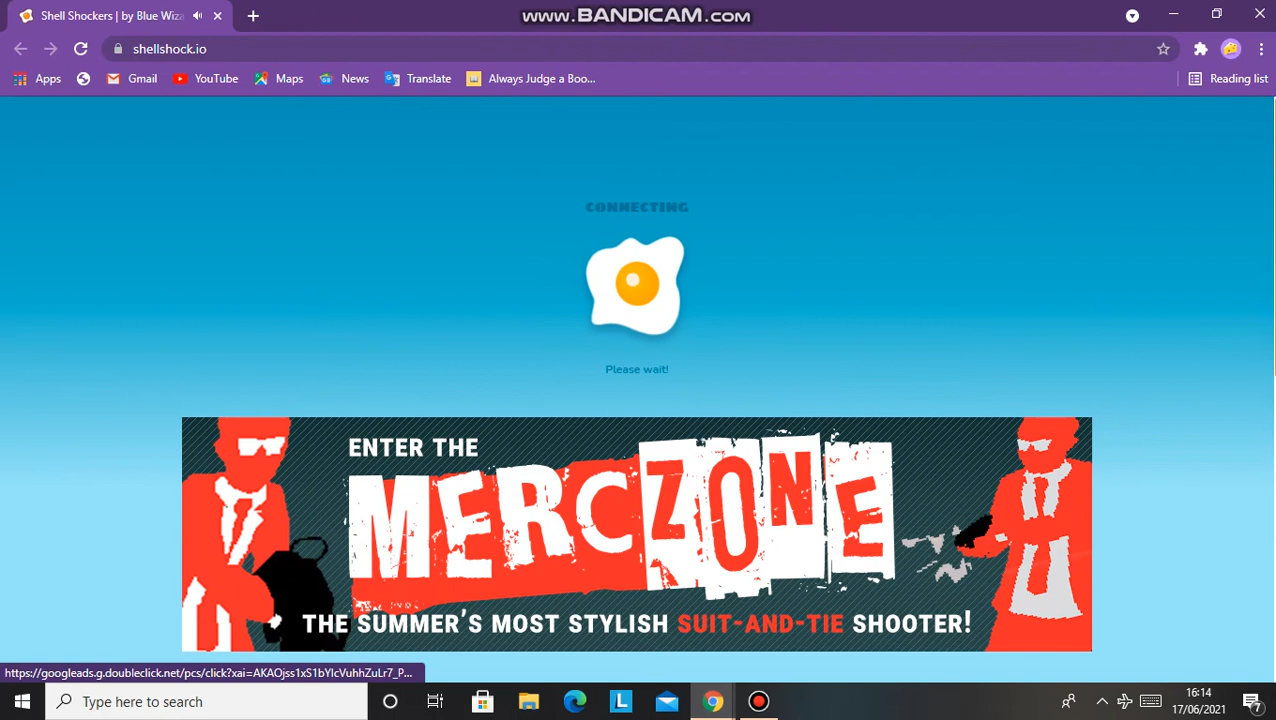 Shell Shockers | by Blue Wiza
www.BANDICAM.com
shellshock.io
Apps
Gmail
YouTube
Maps
News
Translate
Always Judge a Boo...
Reading list
CONNECTING
Please wait!
ENTER THE
MERCZONE
THE SUMMER'S MOST STYLISH SUIT-AND-TIE SHOOTER!
https://googleads.g.doubleclick.net/pcs/click?xai=AKAOjss1xS1bYlcVuhhZuLr7_P...
Type here to search
L
16:14
17/06/2021
7